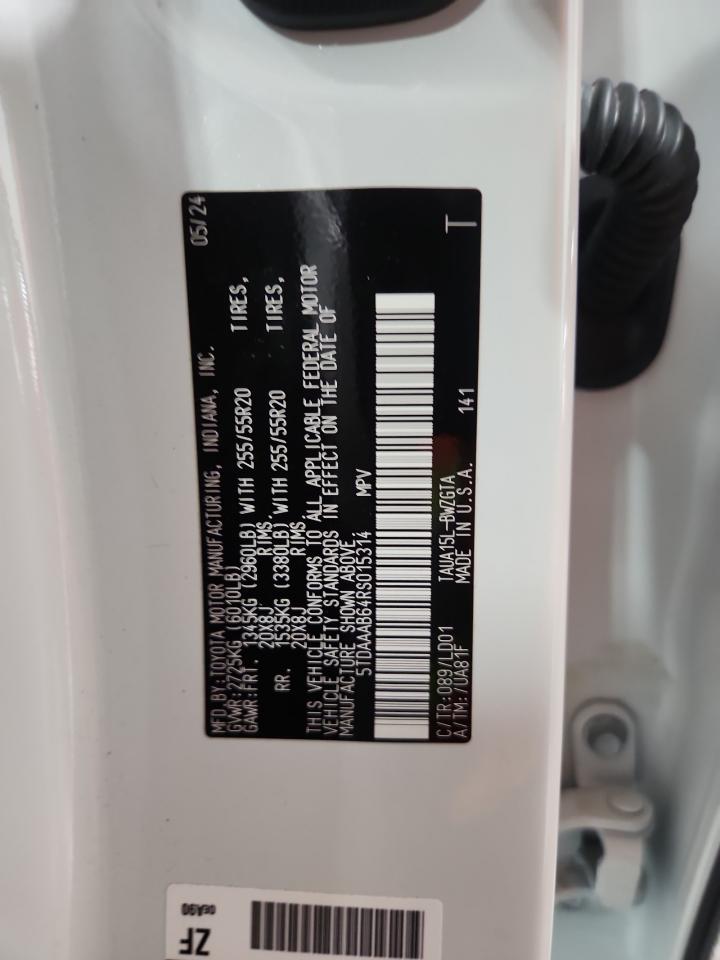 MFD.BY:TOYOTA MOTOR MANUFACTURING, INDIANA, INC. 05/24
GVWR:2725KG(6010LB)
GAWR:FRT. 1345KG (2960LB) WITH 255/55R20 TIRES,
20X8J RIMS.
RR. 1535KG (3380LB) WITH 255/55R20 TIRES,
20X8J RIMS.
THIS VEHICLE CONFORMS TO ALL APPLICABLE FEDERAL MOTOR
VEHICLE SAFETY STANDARDS IN EFFECT ON THE DATE OF
MANUFACTURE SHOWN ABOVE.
5TDAAAB64RS015314 MPV
C/TR:089/LD01 TAUA15L-BWZGTA 141 T
A/TM:/UA81F MADE IN U.S.A.
0EA90
ZF